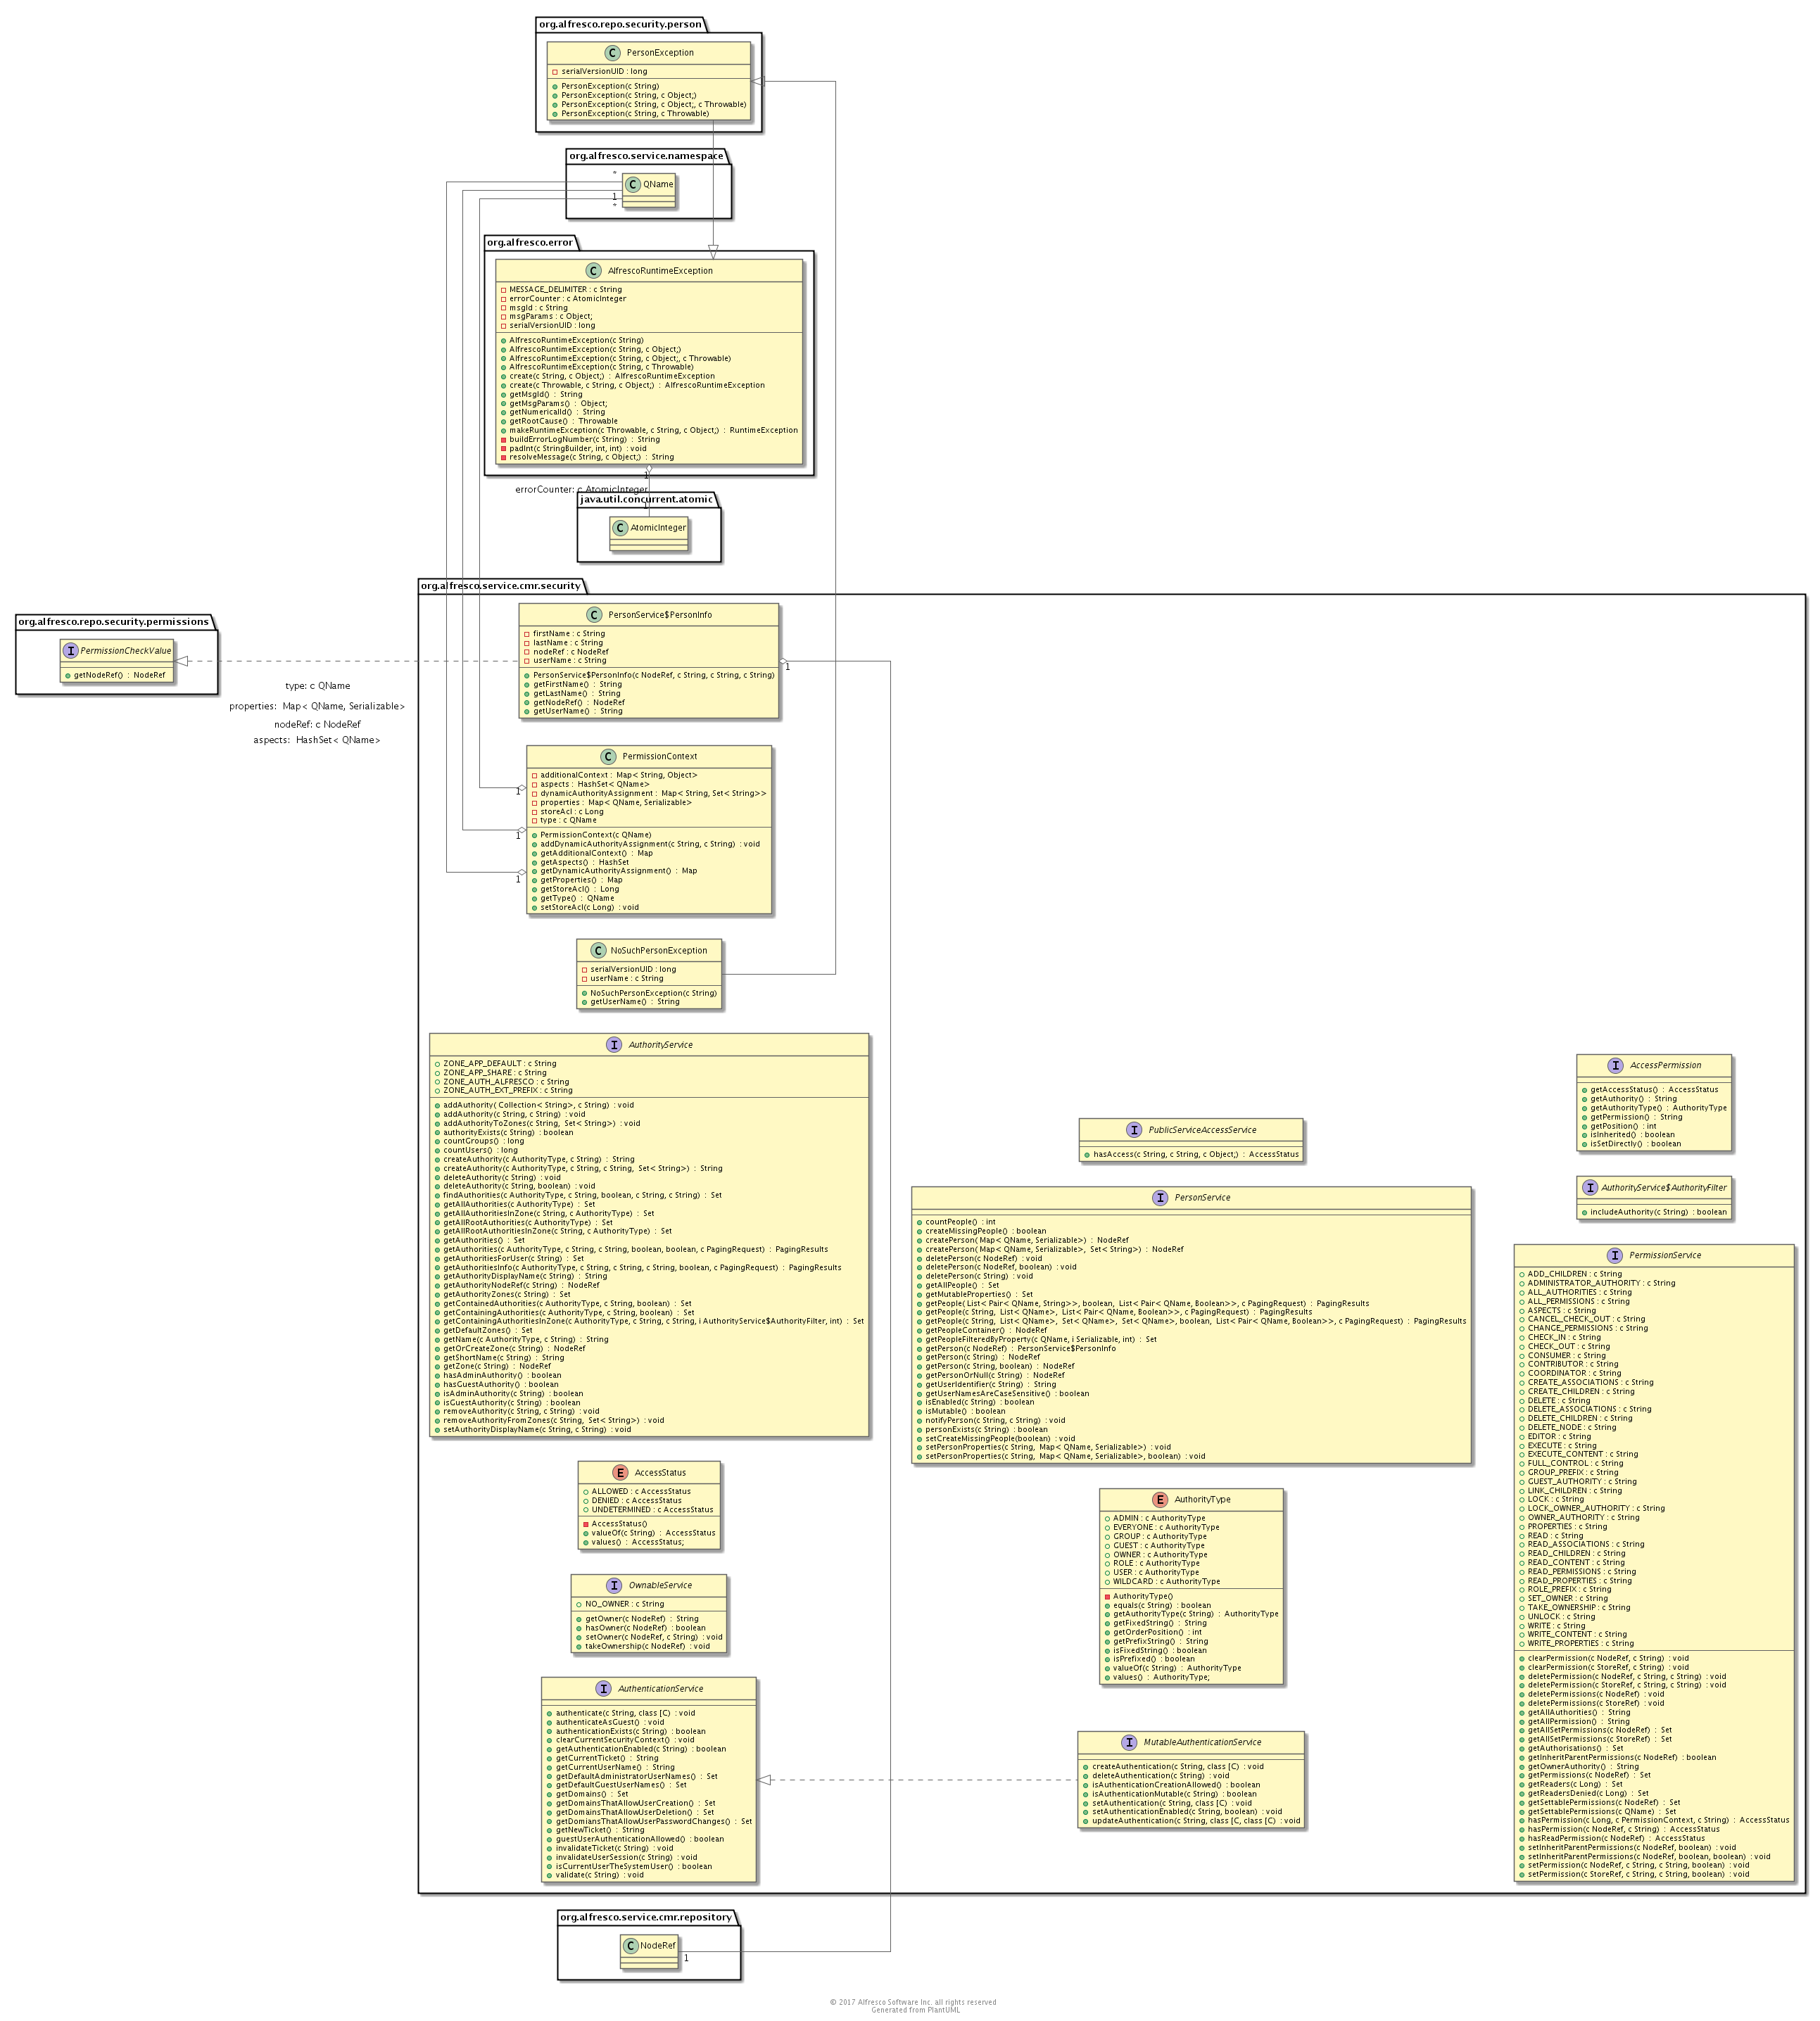 org.alfresco.repo.security.person
PersonException
serialVersionUID : long
PersonException(c String)
PersonException(c String, c Object;)
PersonException(c String, c Object;, c Throwable)
PersonException(c String, c Throwable)
org.alfresco.service.namespace
QName
*
1
*
org.alfresco.error
AlfrescoRuntimeException
MESSAGE_DELIMITER : c String
errorCounter : c AtomicInteger
msgId : c String
msgParams : c Object;
serialVersionUID : long
AlfrescoRuntimeException(c String)
AlfrescoRuntimeException(c String, c Object;)
AlfrescoRuntimeException(c String, c Object;, c Throwable)
AlfrescoRuntimeException(c String, c Throwable)
create(c String, c Object;) : AlfrescoRuntimeException
create(c Throwable, c String, c Object;) : AlfrescoRuntimeException
getMsgId() : String
getMsgParams() : Object;
getNumericalId() : String
getRootCause() : Throwable
makeRuntimeException(c Throwable, c String, c Object;) : RuntimeException
buildErrorLogNumber(c String) : String
padInt(c StringBuilder, int, int) : void
resolveMessage(c String, c Object;) : String
1
errorCounter: c AtomicInteger
java.util.concurrent.atomic
1
AtomicInteger
org.alfresco.service.cmr.security
org.alfresco.repo.security.permissions
PermissionCheckValue
getNodeRef() : NodeRef
type: c QName
properties: Map< QName, Serializable>
nodeRef: c NodeRef
aspects: HashSet< QName>
PersonService$PersonInfo
firstName : c String
lastName : c String
nodeRef : c NodeRef
userName : c String
PersonService$PersonInfo(c NodeRef, c String, c String, c String)
getFirstName() : String
getLastName() : String
getNodeRef() : NodeRef
getUserName() : String
1
PermissionContext
additionalContext : Map< String, Object>
aspects : HashSet< QName>
dynamicAuthorityAssignment : Map< String, Set< String>>
properties : Map< QName, Serializable>
storeAcl : c Long
type : c QName
PermissionContext(c QName)
addDynamicAuthorityAssignment(c String, c String) : void
getAdditionalContext() : Map
getAspects() : HashSet
getDynamicAuthorityAssignment() : Map
getProperties() : Map
getStoreAcl() : Long
getType() : QName
setStoreAcl(c Long) : void
1
1
1
NoSuchPersonException
serialVersionUID : long
userName : c String
NoSuchPersonException(c String)
getUserName() : String
AuthorityService
ZONE_APP_DEFAULT : c String
ZONE_APP_SHARE : c String
ZONE_AUTH_ALFRESCO : c String
ZONE_AUTH_EXT_PREFIX : c String
addAuthority( Collection< String>, c String) : void
addAuthority(c String, c String) : void
addAuthorityToZones(c String, Set< String>) : void
authorityExists(c String) : boolean
countGroups() : long
countUsers() : long
createAuthority(c AuthorityType, c String) : String
createAuthority(c AuthorityType, c String, c String, Set< String>) : String
deleteAuthority(c String) : void
deleteAuthority(c String, boolean) : void
findAuthorities(c AuthorityType, c String, boolean, c String, c String) : Set
getAllAuthorities(c AuthorityType) : Set
getAllAuthoritiesInZone(c String, c AuthorityType) : Set
getAllRootAuthorities(c AuthorityType) : Set
getAllRootAuthoritiesInZone(c String, c AuthorityType) : Set
getAuthorities() : Set
getAuthorities(c AuthorityType, c String, c String, boolean, boolean, c PagingRequest) : PagingResults
getAuthoritiesForUser(c String) : Set
getAuthoritiesInfo(c AuthorityType, c String, c String, c String, boolean, c PagingRequest) : PagingResults
getAuthorityDisplayName(c String) : String
getAuthorityNodeRef(c String) : NodeRef
getAuthorityZones(c String) : Set
getContainedAuthorities(c AuthorityType, c String, boolean) : Set
getContainingAuthorities(c AuthorityType, c String, boolean) : Set
getContainingAuthoritiesInZone(c AuthorityType, c String, c String, i AuthorityService$AuthorityFilter, int) : Set
getDefaultZones() : Set
getName(c AuthorityType, c String) : String
getOrCreateZone(c String) : NodeRef
getShortName(c String) : String
getZone(c String) : NodeRef
hasAdminAuthority() : boolean
hasGuestAuthority() : boolean
isAdminAuthority(c String) : boolean
isGuestAuthority(c String) : boolean
removeAuthority(c String, c String) : void
removeAuthorityFromZones(c String, Set< String>) : void
setAuthorityDisplayName(c String, c String) : void
AccessStatus
ALLOWED : c AccessStatus
DENIED : c AccessStatus
UNDETERMINED : c AccessStatus
AccessStatus()
valueOf(c String) : AccessStatus
values() : AccessStatus;
OwnableService
NO_OWNER : c String
getOwner(c NodeRef) : String
hasOwner(c NodeRef) : boolean
setOwner(c NodeRef, c String) : void
takeOwnership(c NodeRef) : void
AuthenticationService
authenticate(c String, class [C) : void
authenticateAsGuest() : void
authenticationExists(c String) : boolean
clearCurrentSecurityContext() : void
getAuthenticationEnabled(c String) : boolean
getCurrentTicket() : String
getCurrentUserName() : String
getDefaultAdministratorUserNames() : Set
getDefaultGuestUserNames() : Set
getDomains() : Set
getDomainsThatAllowUserCreation() : Set
getDomainsThatAllowUserDeletion() : Set
getDomiansThatAllowUserPasswordChanges() : Set
getNewTicket() : String
guestUserAuthenticationAllowed() : boolean
invalidateTicket(c String) : void
invalidateUserSession(c String) : void
isCurrentUserTheSystemUser() : boolean
validate(c String) : void
PublicServiceAccessService
hasAccess(c String, c String, c Object;) : AccessStatus
PersonService
countPeople() : int
createMissingPeople() : boolean
createPerson( Map< QName, Serializable>) : NodeRef
createPerson( Map< QName, Serializable>, Set< String>) : NodeRef
deletePerson(c NodeRef) : void
deletePerson(c NodeRef, boolean) : void
deletePerson(c String) : void
getAllPeople() : Set
getMutableProperties() : Set
getPeople( List< Pair< QName, String>>, boolean, List< Pair< QName, Boolean>>, c PagingRequest) : PagingResults
getPeople(c String, List< QName>, List< Pair< QName, Boolean>>, c PagingRequest) : PagingResults
getPeople(c String, List< QName>, Set< QName>, Set< QName>, boolean, List< Pair< QName, Boolean>>, c PagingRequest) : PagingResults
getPeopleContainer() : NodeRef
getPeopleFilteredByProperty(c QName, i Serializable, int) : Set
getPerson(c NodeRef) : PersonService$PersonInfo
getPerson(c String) : NodeRef
getPerson(c String, boolean) : NodeRef
getPersonOrNull(c String) : NodeRef
getUserIdentifier(c String) : String
getUserNamesAreCaseSensitive() : boolean
isEnabled(c String) : boolean
isMutable() : boolean
notifyPerson(c String, c String) : void
personExists(c String) : boolean
setCreateMissingPeople(boolean) : void
setPersonProperties(c String, Map< QName, Serializable>) : void
setPersonProperties(c String, Map< QName, Serializable>, boolean) : void
AuthorityType
ADMIN : c AuthorityType
EVERYONE : c AuthorityType
GROUP : c AuthorityType
GUEST : c AuthorityType
OWNER : c AuthorityType
ROLE : c AuthorityType
USER : c AuthorityType
WILDCARD : c AuthorityType
AuthorityType()
equals(c String) : boolean
getAuthorityType(c String) : AuthorityType
getFixedString() : String
getOrderPosition() : int
getPrefixString() : String
isFixedString() : boolean
isPrefixed() : boolean
valueOf(c String) : AuthorityType
values() : AuthorityType;
MutableAuthenticationService
createAuthentication(c String, class [C) : void
deleteAuthentication(c String) : void
isAuthenticationCreationAllowed() : boolean
isAuthenticationMutable(c String) : boolean
setAuthentication(c String, class [C) : void
setAuthenticationEnabled(c String, boolean) : void
updateAuthentication(c String, class [C, class [C) : void
AccessPermission
getAccessStatus() : AccessStatus
getAuthority() : String
getAuthorityType() : AuthorityType
getPermission() : String
getPosition() : int
isInherited() : boolean
isSetDirectly() : boolean
AuthorityService$AuthorityFilter
includeAuthority(c String) : boolean
PermissionService
ADD_CHILDREN : c String
ADMINISTRATOR_AUTHORITY : c String
ALL_AUTHORITIES : c String
ALL_PERMISSIONS : c String
ASPECTS : c String
CANCEL_CHECK_OUT : c String
CHANGE_PERMISSIONS : c String
CHECK_IN : c String
CHECK_OUT : c String
CONSUMER : c String
CONTRIBUTOR : c String
COORDINATOR : c String
CREATE_ASSOCIATIONS : c String
CREATE_CHILDREN : c String
DELETE : c String
DELETE_ASSOCIATIONS : c String
DELETE_CHILDREN : c String
DELETE_NODE : c String
EDITOR : c String
EXECUTE : c String
EXECUTE_CONTENT : c String
FULL_CONTROL : c String
GROUP_PREFIX : c String
GUEST_AUTHORITY : c String
LINK_CHILDREN : c String
LOCK : c String
LOCK_OWNER_AUTHORITY : c String
OWNER_AUTHORITY : c String
PROPERTIES : c String
READ : c String
READ_ASSOCIATIONS : c String
READ_CHILDREN : c String
READ_CONTENT : c String
READ_PERMISSIONS : c String
READ_PROPERTIES : c String
ROLE_PREFIX : c String
SET_OWNER : c String
TAKE_OWNERSHIP : c String
UNLOCK : c String
WRITE : c String
WRITE_CONTENT : c String
WRITE_PROPERTIES : c String
clearPermission(c NodeRef, c String) : void
clearPermission(c StoreRef, c String) : void
deletePermission(c NodeRef, c String, c String) : void
deletePermission(c StoreRef, c String, c String) : void
deletePermissions(c NodeRef) : void
deletePermissions(c StoreRef) : void
getAllAuthorities() : String
getAllPermission() : String
getAllSetPermissions(c NodeRef) : Set
getAllSetPermissions(c StoreRef) : Set
getAuthorisations() : Set
getInheritParentPermissions(c NodeRef) : boolean
getOwnerAuthority() : String
getPermissions(c NodeRef) : Set
getReaders(c Long) : Set
getReadersDenied(c Long) : Set
getSettablePermissions(c NodeRef) : Set
getSettablePermissions(c QName) : Set
hasPermission(c Long, c PermissionContext, c String) : AccessStatus
hasPermission(c NodeRef, c String) : AccessStatus
hasReadPermission(c NodeRef) : AccessStatus
setInheritParentPermissions(c NodeRef, boolean) : void
setInheritParentPermissions(c NodeRef, boolean, boolean) : void
setPermission(c NodeRef, c String, c String, boolean) : void
setPermission(c StoreRef, c String, c String, boolean) : void
org.alfresco.service.cmr.repository
NodeRef
1
© 2017 Alfresco Software Inc. all rights reserved
Generated from PlantUML